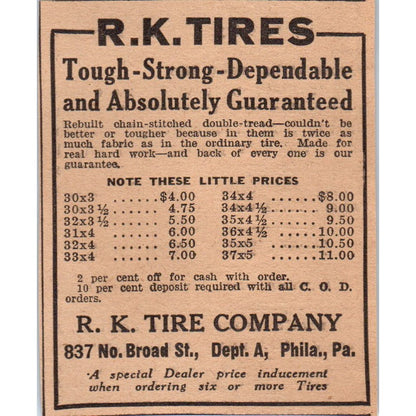 R.K. TIRES
Tough-Strong-Dependable
and Absolutely Guaranteed
Rebuilt chain-stitched double-tread—couldn't be
better or tougher because in them is twice as
much fabric as in the ordinary tire. Made for
real hard work—and back of every one is our
guarantee.
NOTE THESE LITTLE PRICES
30x3 ...... $4.00 34x4 ...... $8.00
30x3½ ..... 4.75 34x4½ ..... 9.00
32x3½ ..... 5.50 35x4½ ..... 9.50
31x4 ...... 6.00 36x4½ ..... 10.00
32x4 ...... 6.50 35x5 ...... 10.50
33x4 ...... 7.00 37x5 ...... 11.00
2 per cent off for cash with order.
10 per cent deposit required with all C. O. D.
orders.
R. K. TIRE COMPANY
837 No. Broad St., Dept. A, Phila., Pa.
A special Dealer price inducement
when ordering six or more Tires